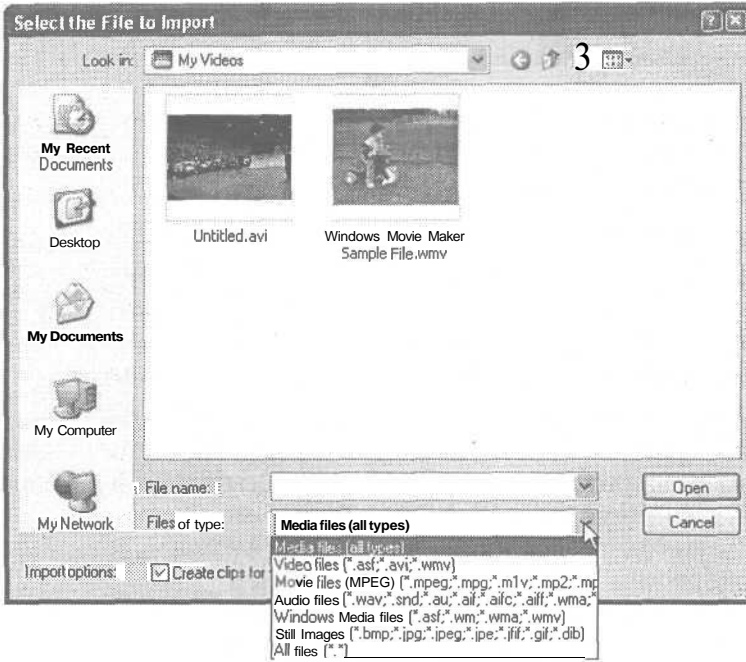 Select the File to Import
Look in: My Videos
3
My Recent
Documents
Desktop
My Documents
My Computer
My Network
Untitled.avi
Windows Movie Maker
Sample File.wmv
File name:
Open
Files of type: Media files (all types)
Cancel
Import options: Create clips for
Media files (all types)
Video files (*.asf;*.avi;*.wmv)
Movie files (MPEG) (*.mpeg;*.mpg;*.m1v;*.mp2;*.mp
Audio files (*.wav;*.snd;*.au;*.aif;*.aifc;*.aiff;*.wma;*
Windows Media files (*.asf;*.wm;*.wma;*.wmv)
Still Images (*.bmp;*.jpg;*.jpeg;*.jpe;*.jfif;*.gif;*.dib)
All files (*.*)